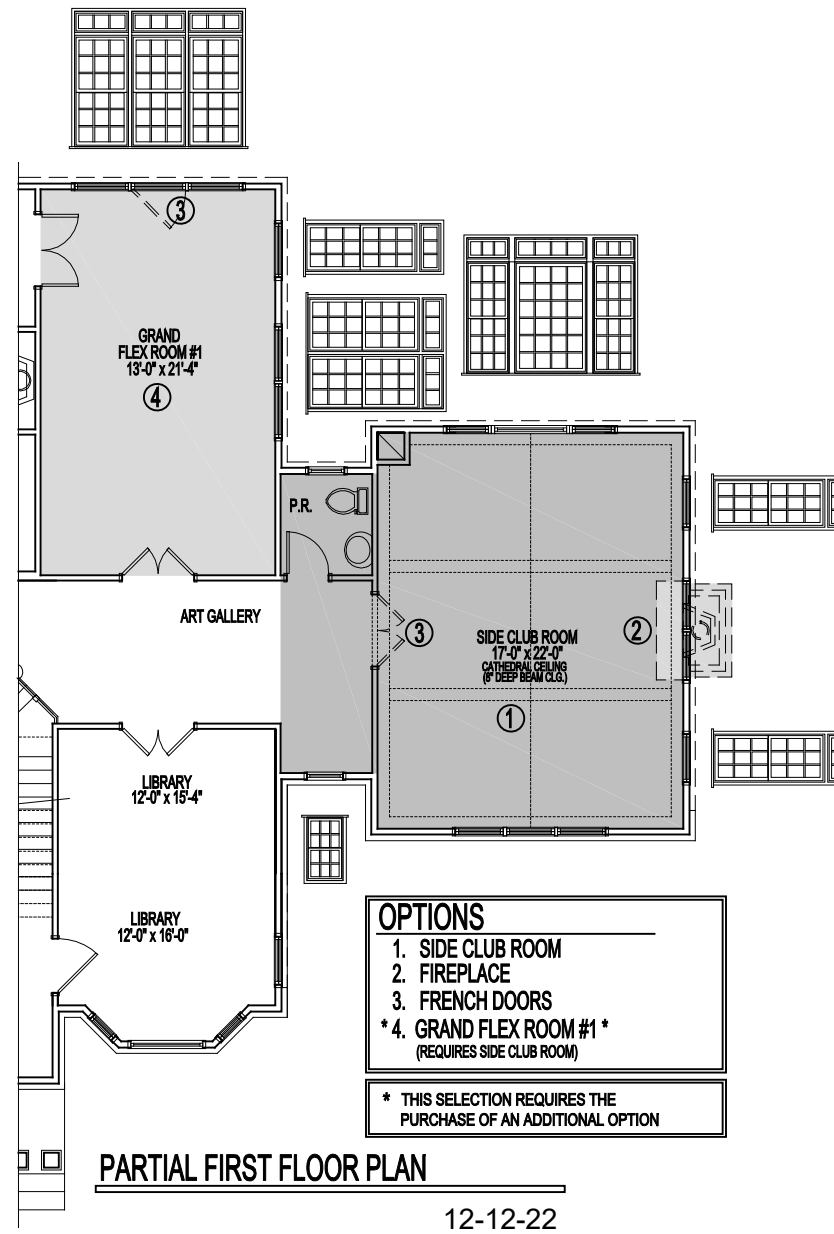 3
GRAND
FLEX ROOM #1
13'-0" x 21'-4"
4
P.R.
ART GALLERY
3
2
SIDE CLUB ROOM
17'-0" x 22'-0"
CATHEDRAL CEILING
(8" DEEP BEAM CLG.)
1
LIBRARY
12'-0" x 15'-4"
LIBRARY
12'-0" x 16'-0"
OPTIONS
1. SIDE CLUB ROOM
2. FIREPLACE
3. FRENCH DOORS
* 4. GRAND FLEX ROOM #1 *
(REQUIRES SIDE CLUB ROOM)
* THIS SELECTION REQUIRES THE
PURCHASE OF AN ADDITIONAL OPTION
PARTIAL FIRST FLOOR PLAN
12-12-22